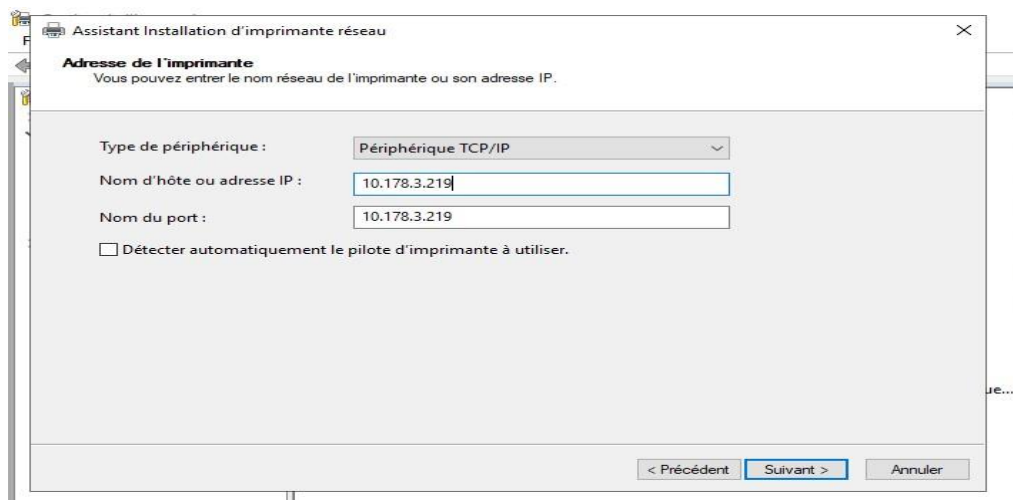 Assistant Installation d'imprimante réseau
Adresse de l'imprimante
Vous pouvez entrer le nom réseau de l'imprimante ou son adresse IP.
Type de périphérique :
Périphérique TCP/IP
Nom d'hôte ou adresse IP :
10.178.3.219
Nom du port :
10.178.3.219
Détecter automatiquement le pilote d'imprimante à utiliser.
ue...
< Précédent
Suivant >
Annuler